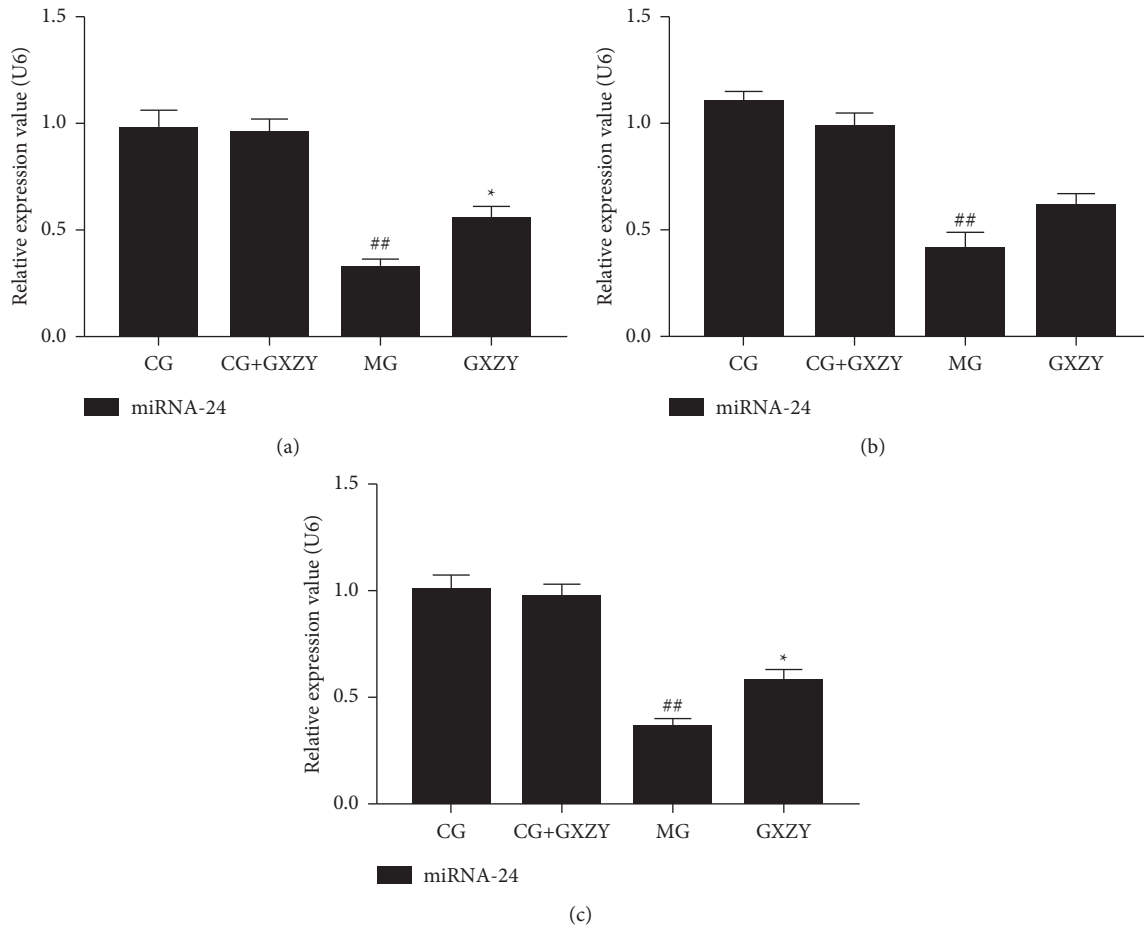 Relative expression value (U6)
1.5
1.0
0.5
0.0
##
*
CG CG+GXZY MG GXZY
miRNA-24
(a)
Relative expression value (U6)
1.5
1.0
0.5
0.0
##
CG CG+GXZY MG GXZY
miRNA-24
(b)
Relative expression value (U6)
1.5
1.0
0.5
0.0
##
*
CG CG+GXZY MG GXZY
miRNA-24
(c)